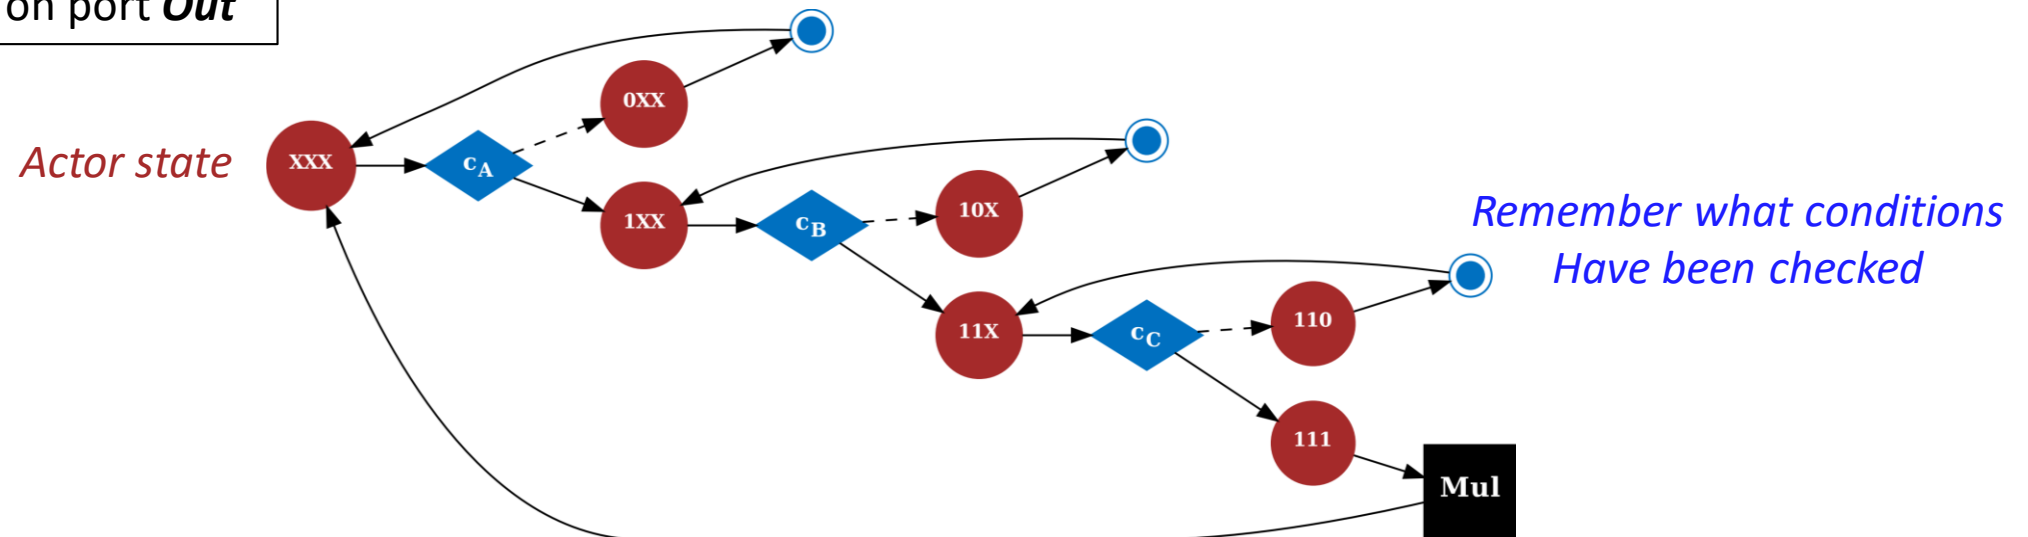 on port Out
0XX
Actor state
XXX
cA
1XX
cB
10X
Remember what conditions
Have been checked
11X
cC
110
111
Mul